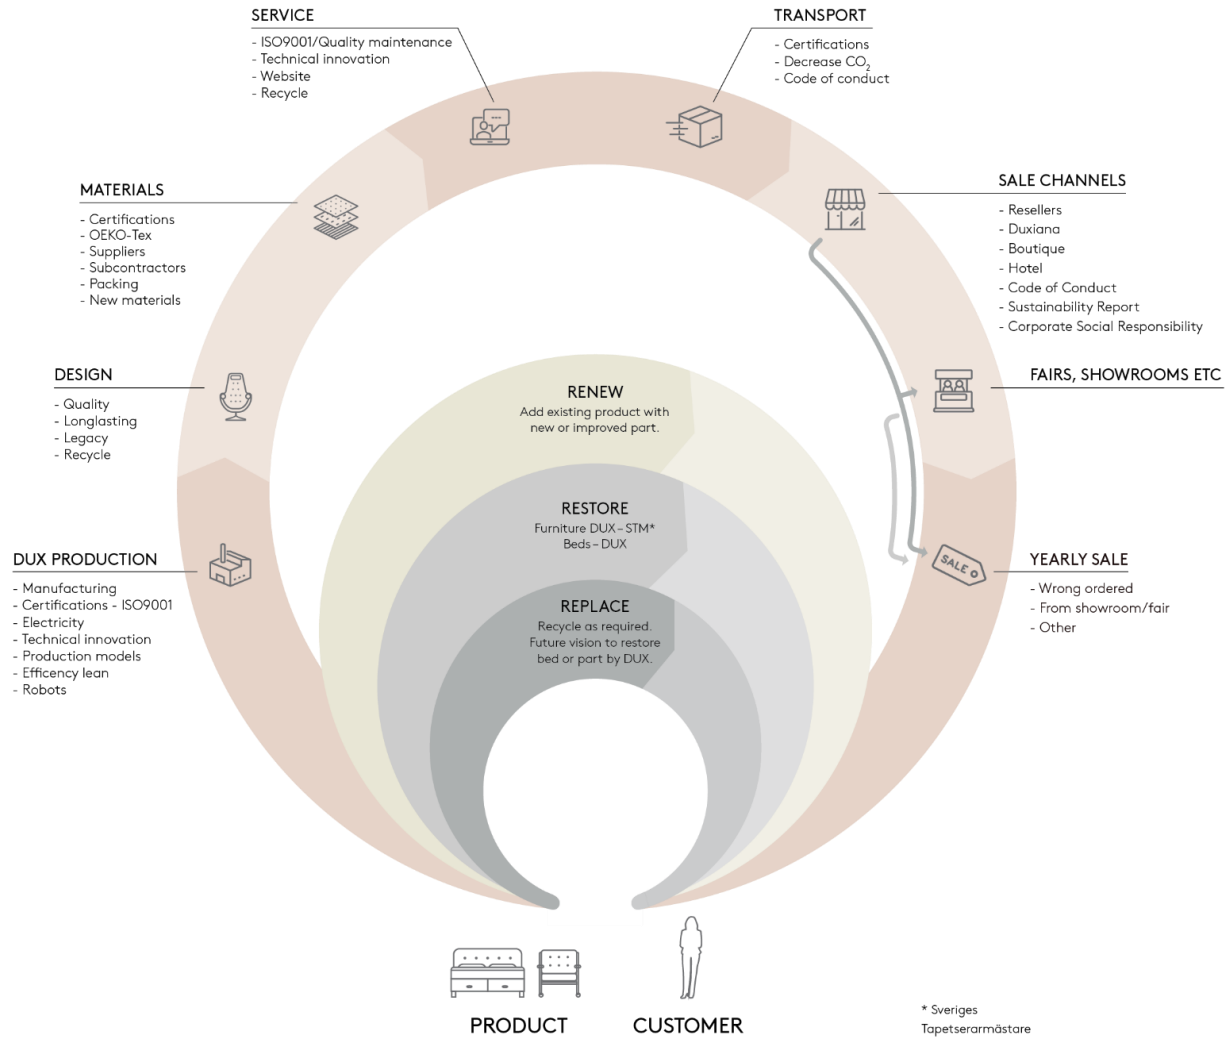 SERVICE
- ISO9001/Quality maintenance
- Technical innovation
- Website
- Recycle
TRANSPORT
- Certifications
- Decrease CO2
- Code of conduct
MATERIALS
- Certifications
- OEKO-Tex
- Suppliers
- Subcontractors
- Packing
- New materials
SALE CHANNELS
- Resellers
- Duxiana
- Boutique
- Hotel
- Code of Conduct
- Sustainability Report
- Corporate Social Responsibility
DESIGN
- Quality
- Longlasting
- Legacy
- Recycle
FAIRS, SHOWROOMS ETC
RENEW
Add existing product with
new or improved part.
RESTORE
Furniture DUX – STM*
Beds – DUX
REPLACE
Recycle as required.
Future vision to restore
bed or part by DUX.
DUX PRODUCTION
- Manufacturing
- Certifications - ISO9001
- Electricity
- Technical innovation
- Production models
- Efficency lean
- Robots
SALE
YEARLY SALE
- Wrong ordered
- From showroom/fair
- Other
PRODUCT
CUSTOMER
* Sveriges
Tapetserarmästare